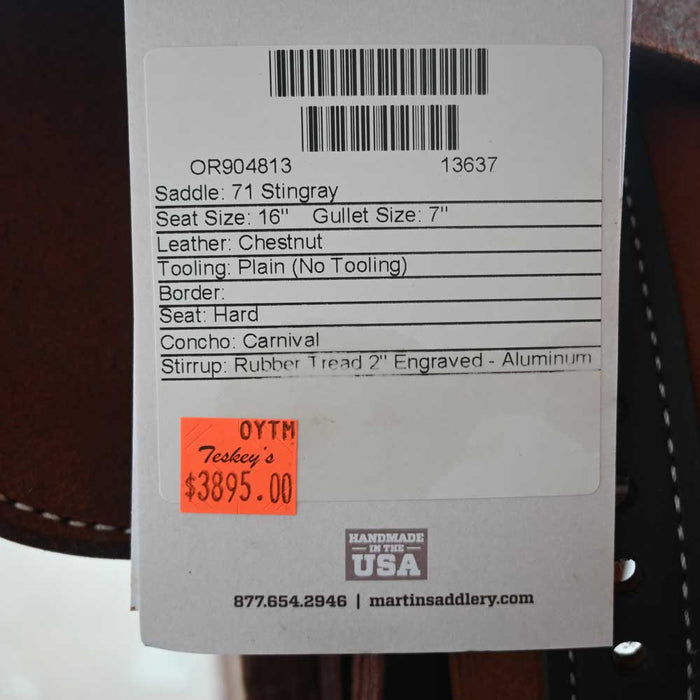 OR904813 13637
Saddle: 71 Stingray
Seat Size: 16" Gullet Size: 7"
Leather: Chestnut
Tooling: Plain (No Tooling)
Border:
Seat: Hard
Concho: Carnival
Stirrup: Rubber Tread 2" Engraved - Aluminum
OYTM
Teskey's
$3895.00
HANDMADE
IN THE
USA
877.654.2946 | martinsaddlery.com